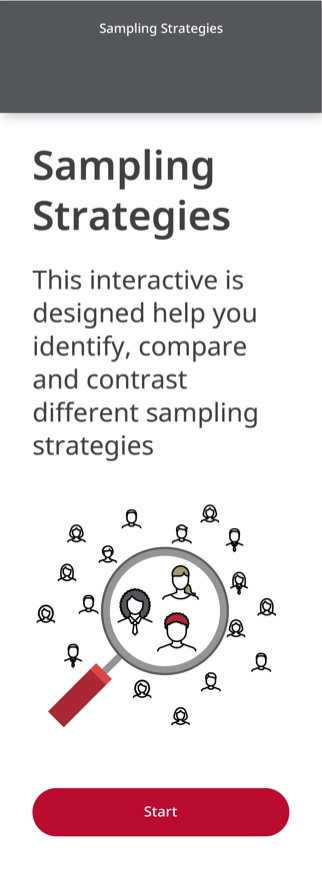 Sampling Strategies
Sampling
Strategies
This interactive is
designed help you
identify, compare
and contrast
different sampling
strategies
Start